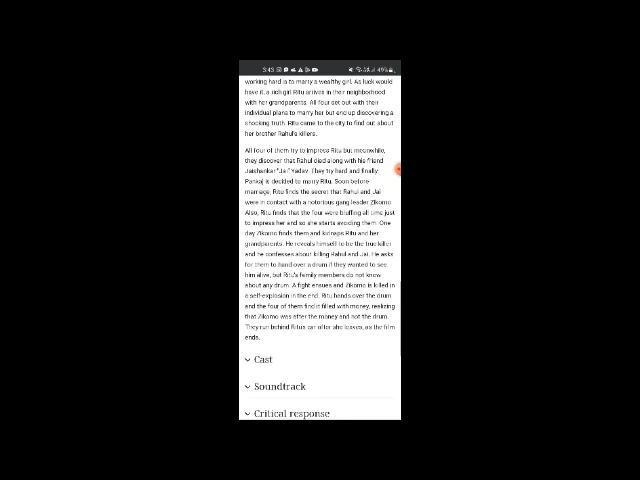 3:43
49%
working hard is to marry a wealthy girl. As luck would
have it, a rich girl Ritu arrives in their neighborhood
with her grandparents. All four set out with their
individual plans to marry her but end up discovering a
shocking truth. Ritu came to the city to find out about
her brother Rahul's killers.
All four of them try to impress Ritu but meanwhile,
they discover that Rahul died along with his friend
Jaishankar "Jai" Yadav. They try hard and finally
Pankaj is decided to marry Ritu. Soon before
marriage, Ritu finds the secret that Rahul and Jai
were in contact with a notorious gang leader Zikomo.
Also, Ritu finds that the four were bluffing all time just
to impress her and so she starts avoiding them. One
day Zikomo finds them and kidnaps Ritu and her
grandparents. He reveals himself to be the true killer
and he confesses about killing Rahul and Jai. He asks
for them to hand over a drum if they wanted to see
him alive, but Ritu's family members do not know
about any drum. A fight ensues and Zikomo is killed in
a self-explosion in the end. Ritu hands over the drum
and the four of them find it filled with money, realizing
that Zikomo was after the money and not the drum.
They run behind Ritu's car after she leaves, as the film
ends.
Cast
Soundtrack
Critical response